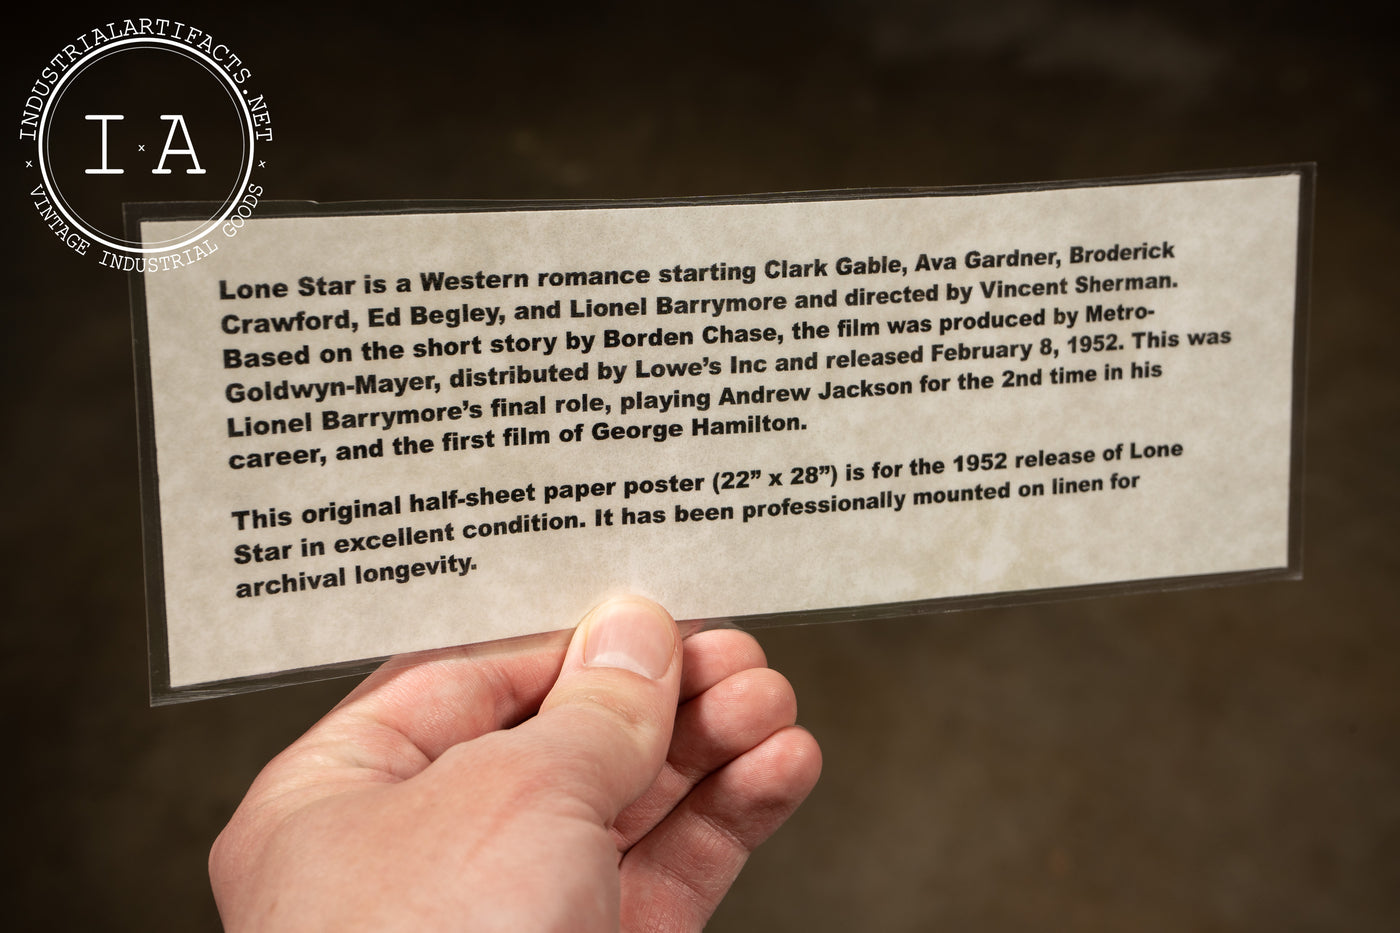 INDUSTRIALARTIFACTS.NET
I x A
x VINTAGE INDUSTRIAL GOODS x
Lone Star is a Western romance starting Clark Gable, Ava Gardner, Broderick
Crawford, Ed Begley, and Lionel Barrymore and directed by Vincent Sherman.
Based on the short story by Borden Chase, the film was produced by Metro-
Goldwyn-Mayer, distributed by Lowe’s Inc and released February 8, 1952. This was
Lionel Barrymore’s final role, playing Andrew Jackson for the 2nd time in his
career, and the first film of George Hamilton.
This original half-sheet paper poster (22” x 28”) is for the 1952 release of Lone
Star in excellent condition. It has been professionally mounted on linen for
archival longevity.